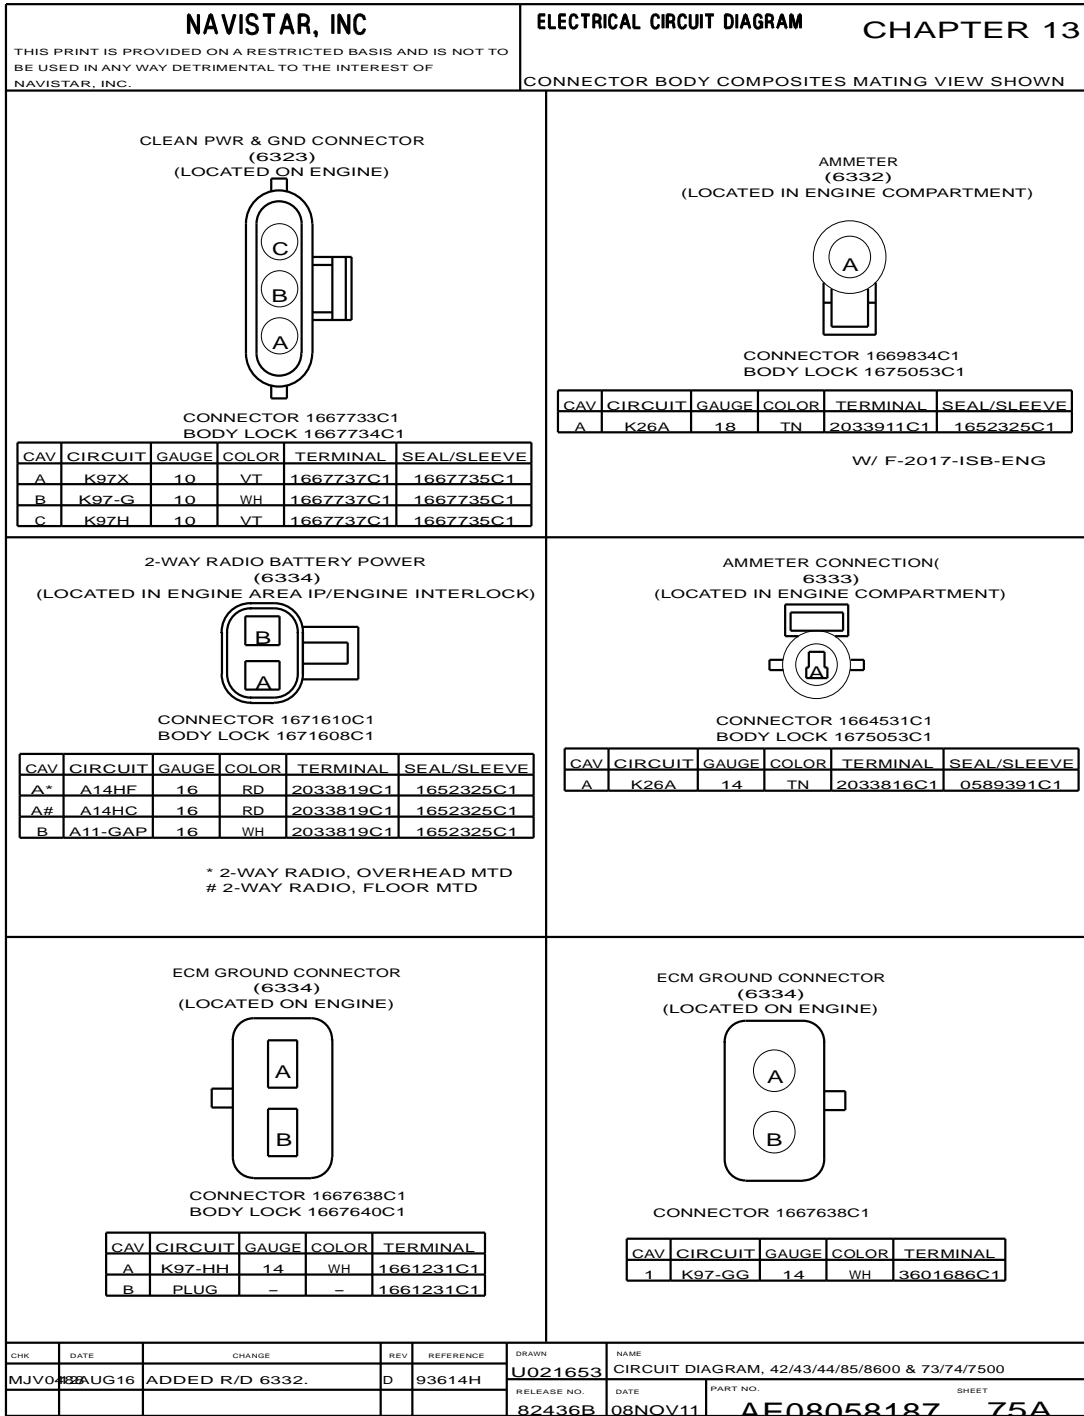 NAVISTAR, INC
THIS PRINT IS PROVIDED ON A RESTRICTED BASIS AND IS NOT TO
BE USED IN ANY WAY DETRIMENTAL TO THE INTEREST OF
NAVISTAR, INC.
ELECTRICAL CIRCUIT DIAGRAM
CHAPTER 13
CONNECTOR BODY COMPOSITES MATING VIEW SHOWN
CLEAN PWR & GND CONNECTOR
(6323)
(LOCATED ON ENGINE)
C
B
A
CONNECTOR 1667733C1
BODY LOCK 1667734C1
CAV CIRCUIT GAUGE COLOR TERMINAL SEAL/SLEEVE
A K97X 10 VT 1667737C1 1667735C1
B K97-G 10 WH 1667737C1 1667735C1
C K97H 10 VT 1667737C1 1667735C1
AMMETER
(6332)
(LOCATED IN ENGINE COMPARTMENT)
A
CONNECTOR 1669834C1
BODY LOCK 1675053C1
CAV CIRCUIT GAUGE COLOR TERMINAL SEAL/SLEEVE
A K26A 18 TN 2033911C1 1652325C1
W/ F-2017-ISB-ENG
2-WAY RADIO BATTERY POWER
(6334)
(LOCATED IN ENGINE AREA IP/ENGINE INTERLOCK)
B
A
CONNECTOR 1671610C1
BODY LOCK 1671608C1
CAV CIRCUIT GAUGE COLOR TERMINAL SEAL/SLEEVE
A* A14HF 16 RD 2033819C1 1652325C1
A# A14HC 16 RD 2033819C1 1652325C1
B A11-GAP 16 WH 2033819C1 1652325C1
* 2-WAY RADIO, OVERHEAD MTD
# 2-WAY RADIO, FLOOR MTD
AMMETER CONNECTION(
6333)
(LOCATED IN ENGINE COMPARTMENT)
A
CONNECTOR 1664531C1
BODY LOCK 1675053C1
CAV CIRCUIT GAUGE COLOR TERMINAL SEAL/SLEEVE
A K26A 14 TN 2033816C1 0589391C1
ECM GROUND CONNECTOR
(6334)
(LOCATED ON ENGINE)
A
B
CONNECTOR 1667638C1
BODY LOCK 1667640C1
CAV CIRCUIT GAUGE COLOR TERMINAL
A K97-HH 14 WH 1661231C1
B PLUG – – 1661231C1
ECM GROUND CONNECTOR
(6334)
(LOCATED ON ENGINE)
A
B
CONNECTOR 1667638C1
CAV CIRCUIT GAUGE COLOR TERMINAL
1 K97-GG 14 WH 3601686C1
CHK DATE CHANGE REV REFERENCE
ADDED R/D 6332. D 93614H
DRAWN
U021653
NAME
CIRCUIT DIAGRAM, 42/43/44/85/8600 & 73/74/7500
RELEASE NO.
82436B
DATE
08NOV11
PART NO.
AE08058187
SHEET
75A